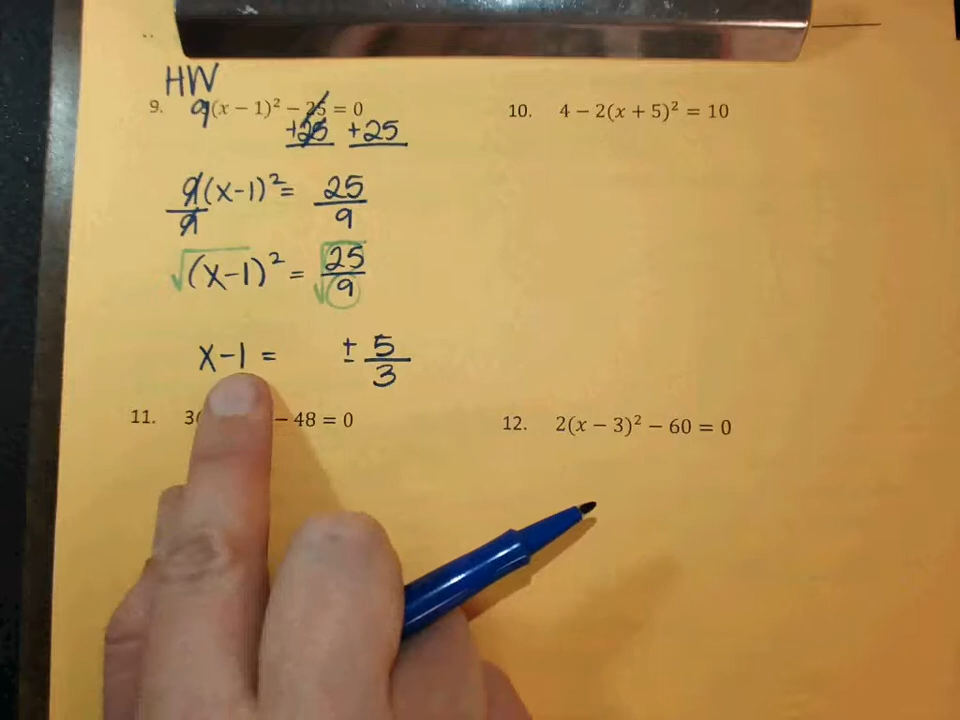 HW
9. 9(x − 1)² − 25 = 0
+25 +25
9(x-1)² = 25
9 9
√(x-1)² = √25
√9
x-1 = ± 5
3
10. 4 − 2(x + 5)² = 10
11. 3( − 48 = 0
12. 2(x − 3)² − 60 = 0